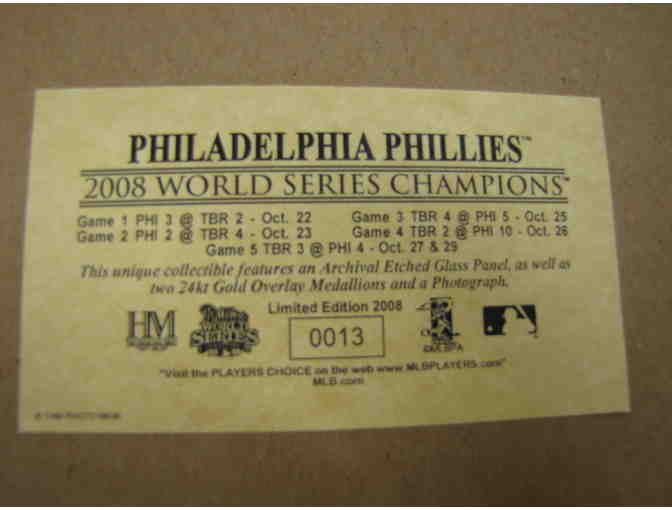 PHILADELPHIA PHILLIES™
2008 WORLD SERIES CHAMPIONS™
Game 1 PHI 3 @ TBR 2 - Oct. 22 Game 3 TBR 4 @ PHI 5 - Oct. 25
Game 2 PHI 2 @ TBR 4 - Oct. 23 Game 4 TBR 2 @ PHI 10 - Oct. 26
Game 5 TBR 3 @ PHI 4 - Oct. 27 & 29
This unique collectible features an Archival Etched Glass Panel, as well as
two 24kt Gold Overlay Medallions and a Photograph.
Limited Edition 2008
HM
WORLD
SERIES
0013
"Visit the PLAYERS CHOICE on the web www.MLBPLAYERS.com"
MLB.com